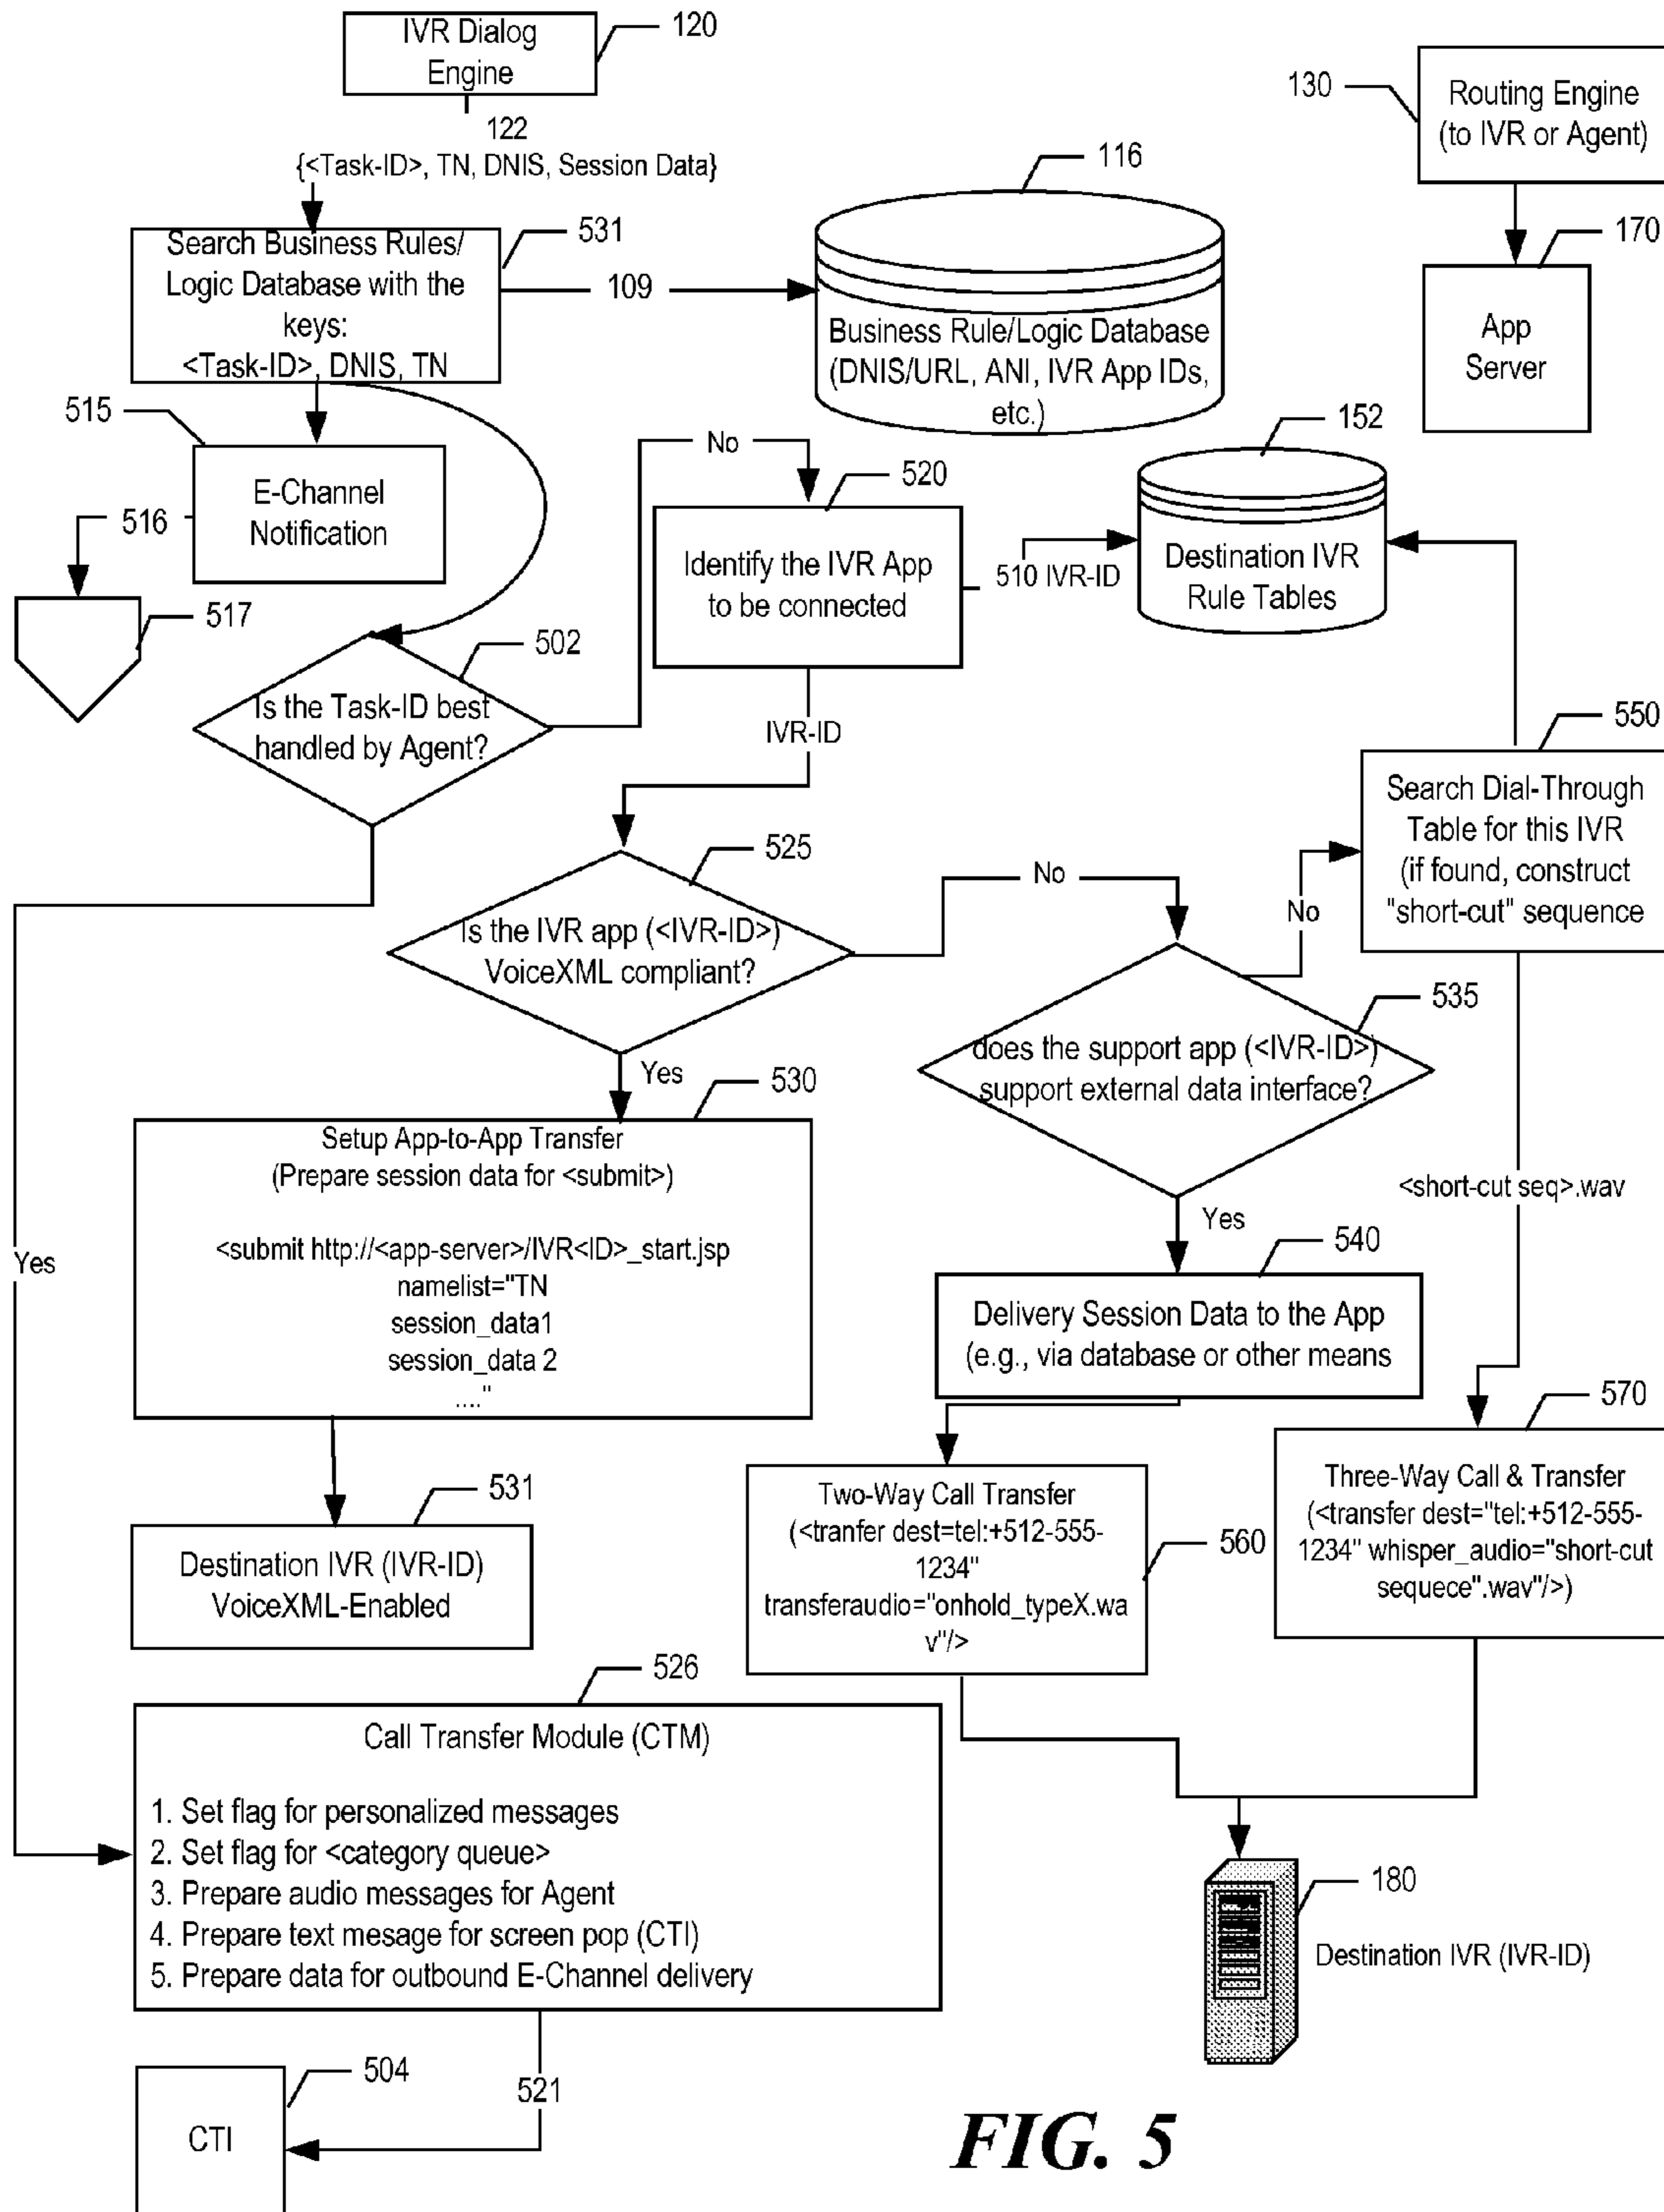 IVR Dialog
Engine
120
122
{<Task-ID>, TN, DNIS, Session Data}
Search Business Rules/
Logic Database with the
keys:
<Task-ID>, DNIS, TN
531
109
116
Business Rule/Logic Database
(DNIS/URL, ANI, IVR App IDs,
etc.)
130
Routing Engine
(to IVR or Agent)
170
App
Server
515
E-Channel
Notification
516
517
No
520
Identify the IVR App
to be connected
510 IVR-ID
152
Destination IVR
Rule Tables
502
Is the Task-ID best
handled by Agent?
IVR-ID
550
Search Dial-Through
Table for this IVR
(if found, construct
"short-cut" sequence
525
Is the IVR app (<IVR-ID>)
VoiceXML compliant?
No
No
535
does the support app (<IVR-ID>)
support external data interface?
Yes
530
Setup App-to-App Transfer
(Prepare session data for <submit>)
<submit http://<app-server>/IVR<ID>_start.jsp
namelist="TN
session_data1
session_data 2
...."
Yes
<short-cut seq>.wav
Yes
540
Delivery Session Data to the App
(e.g., via database or other means
531
Destination IVR (IVR-ID)
VoiceXML-Enabled
Two-Way Call Transfer
(<tranfer dest=tel:+512-555-
1234"
transferaudio="onhold_typeX.wa
v"/>
560
570
Three-Way Call & Transfer
(<transfer dest="tel:+512-555-
1234" whisper_audio="short-cut
sequece".wav"/>)
526
Call Transfer Module (CTM)
1. Set flag for personalized messages
2. Set flag for <category queue>
3. Prepare audio messages for Agent
4. Prepare text mesage for screen pop (CTI)
5. Prepare data for outbound E-Channel delivery
180
Destination IVR (IVR-ID)
504
CTI
521
FIG. 5